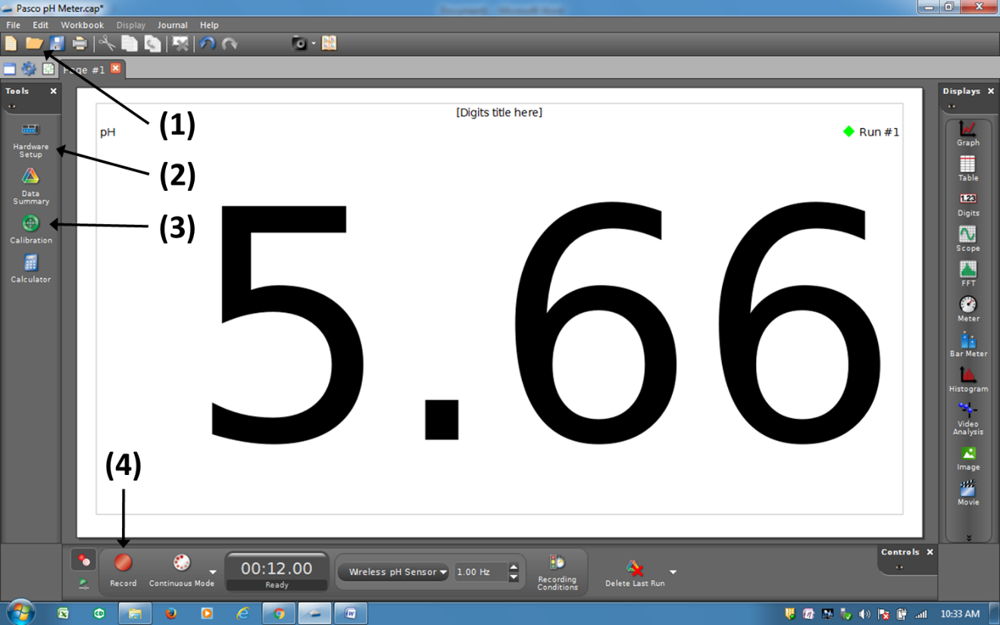 Pasco pH Meter.cap*
File Edit Workbook Display Journal Help
Page #1
Tools
Displays
[Digits title here]
pH
Run #1
(1)
(2)
(3)
(4)
5.66
Hardware
Setup
Data
Summary
Calibration
Calculator
Graph
Table
1.23
Digits
Scope
FFT
Meter
Bar Meter
Histogram
Video
Analysis
Image
Movie
Controls
Record
Continuous Mode
00:12.00
Ready
Wireless pH Sensor
1.00 Hz
Recording
Conditions
Delete Last Run
10:33 AM